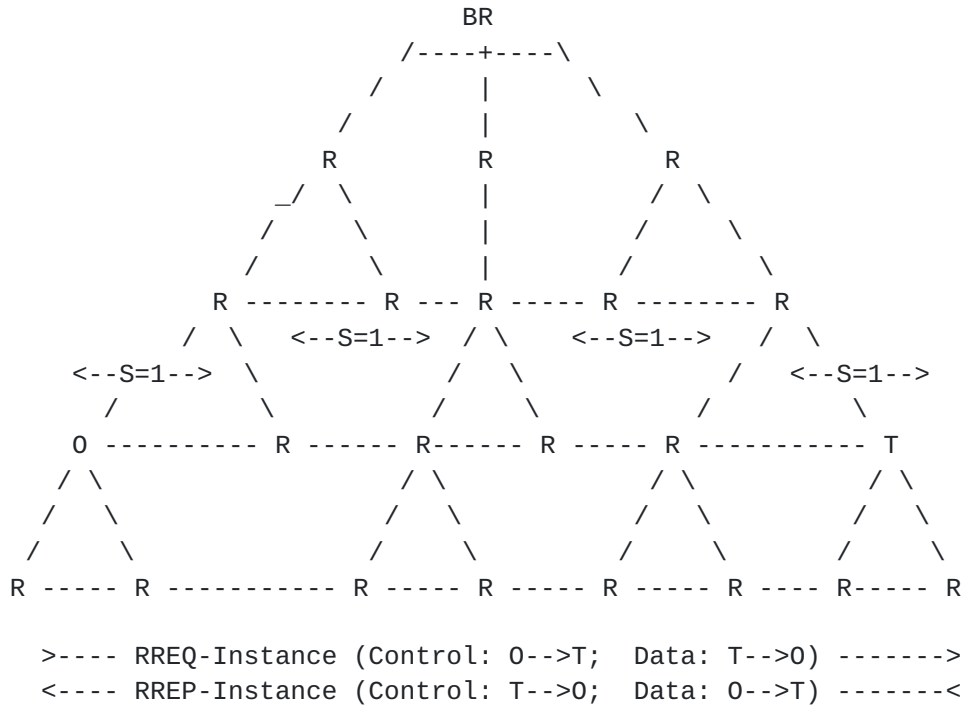 BR
                         /----+----\
                       /      |      \
                     /        |         \
                    R         R           R
                 _/  \        |          / \
                /     \       |         /     \
               /       \      |        /        \
             R -------- R --- R ----- R -------- R
           /  \   <--S=1-->  / \   <--S=1-->   /  \
    <--S=1-->  \            /   \             /   <--S=1-->
      /         \          /     \          /         \
    O ---------- R ------ R------ R ----- R ----------- T
   / \                   / \             / \           / \
  /   \                 /   \           /   \         /   \
 /     \               /     \         /     \       /     \
R ----- R ----------- R ----- R ----- R ----- R ---- R----- R
>---- RREQ-Instance (Control: O-->T;  Data: T-->O) ------->
<---- RREP-Instance (Control: T-->O;  Data: O-->T) -------<